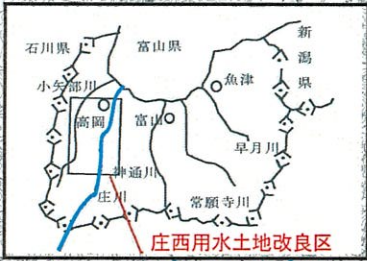 石川県
富山県
新潟県
小矢部川
魚津
高岡
富山
早月川
神通川
庄川
常願寺川
庄西用水土地改良区